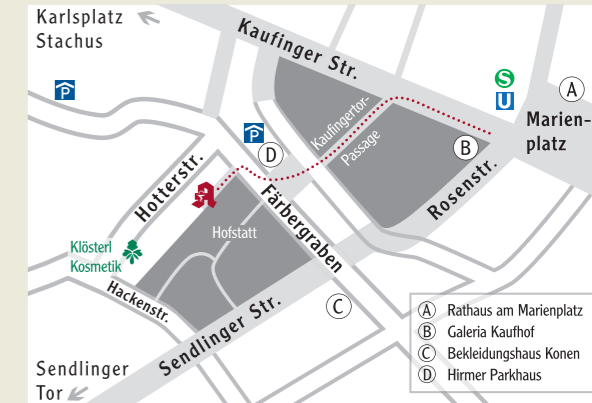 Karlsplatz
Stachus
Kaufinger Str.
P
S
U
A
Marien-
platz
P
D
Kaufingertor-
Passage
B
Rosenstr.
Hotterstr.
A
Färbergraben
Hofstatt
Klösterl
Kosmetik
Hackenstr.
Sendlinger Str.
C
Sendlinger
Tor
A Rathaus am Marienplatz
B Galeria Kaufhof
C Bekleidungshaus Konen
D Hirmer Parkhaus